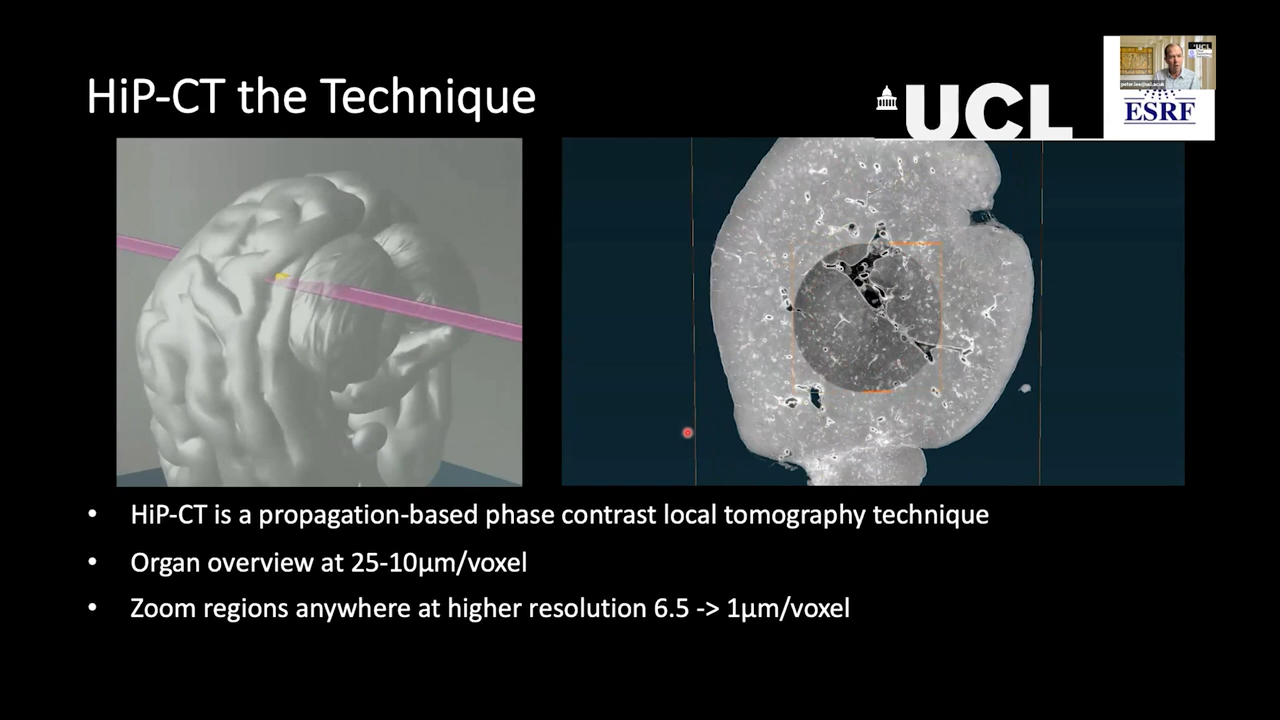 HiP-CT the Technique
UCL
UCL
ESRF
• HiP-CT is a propagation-based phase contrast local tomography technique
• Organ overview at 25-10µm/voxel
• Zoom regions anywhere at higher resolution 6.5 -> 1µm/voxel